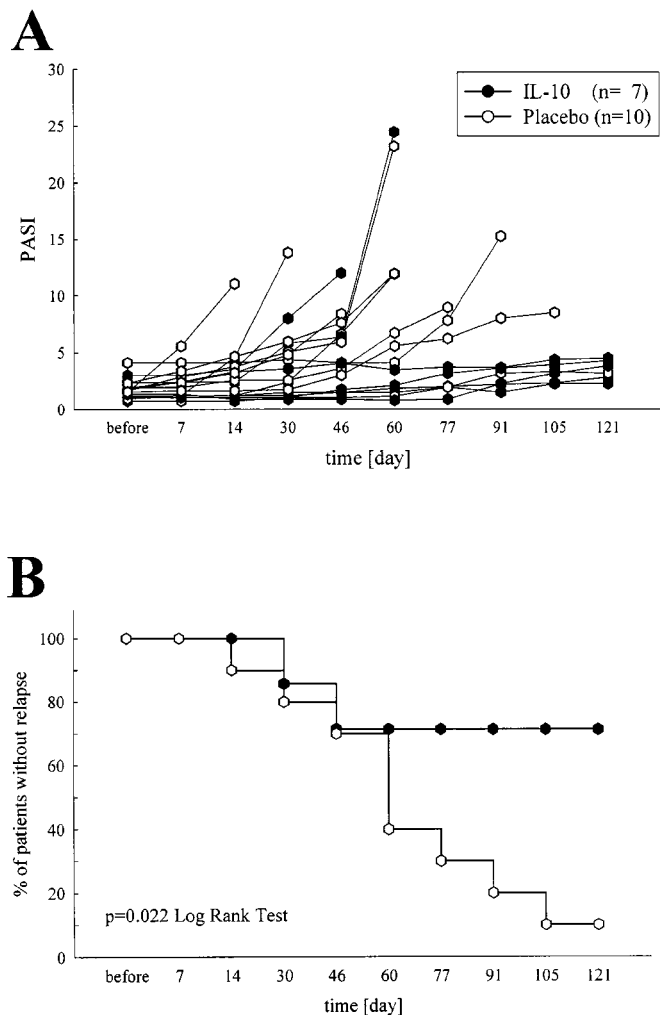 A
30
25
20
15
10
5
0
PASI
IL-10 (n= 7)
Placebo (n=10)
before 7 14 30 46 60 77 91 105 121
time [day]
B
100
80
60
40
20
0
% of patients without relapse
p=0.022 Log Rank Test
before 7 14 30 46 60 77 91 105 121
time [day]